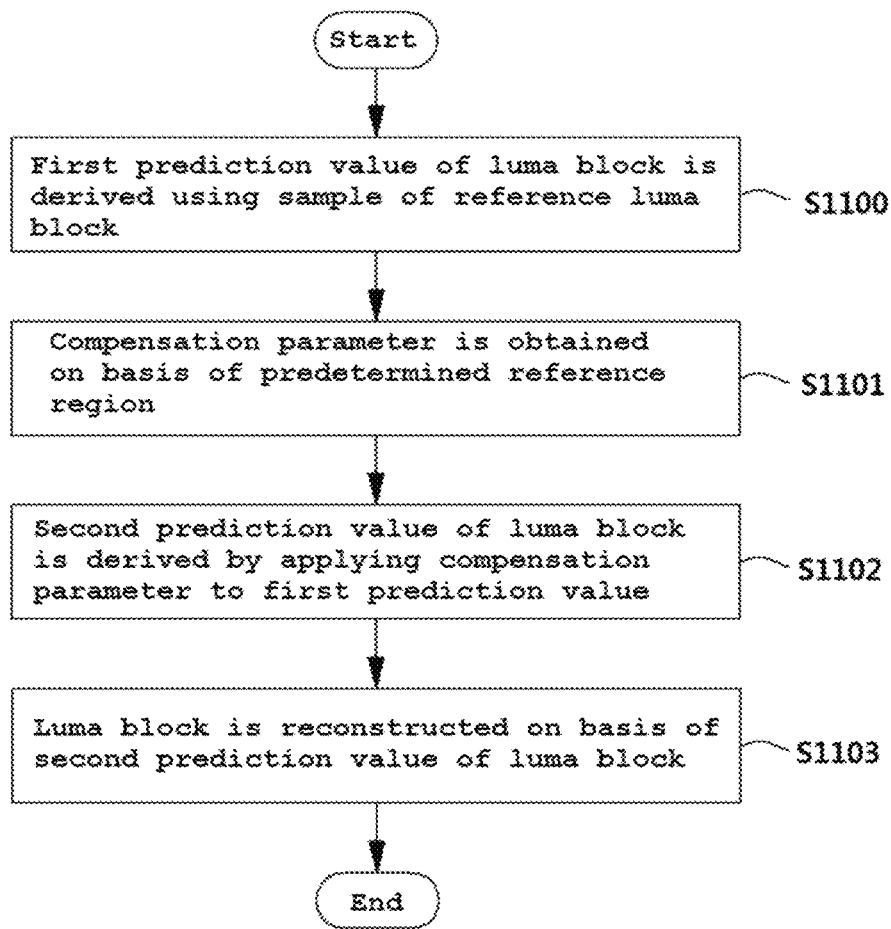 Start
First prediction value of luma block is
derived using sample of reference luma
block
S1100
Compensation parameter is obtained
on basis of predetermined reference
region
S1101
Second prediction value of luma block
is derived by applying compensation
parameter to first prediction value
S1102
Luma block is reconstructed on basis of
second prediction value of luma block
S1103
End